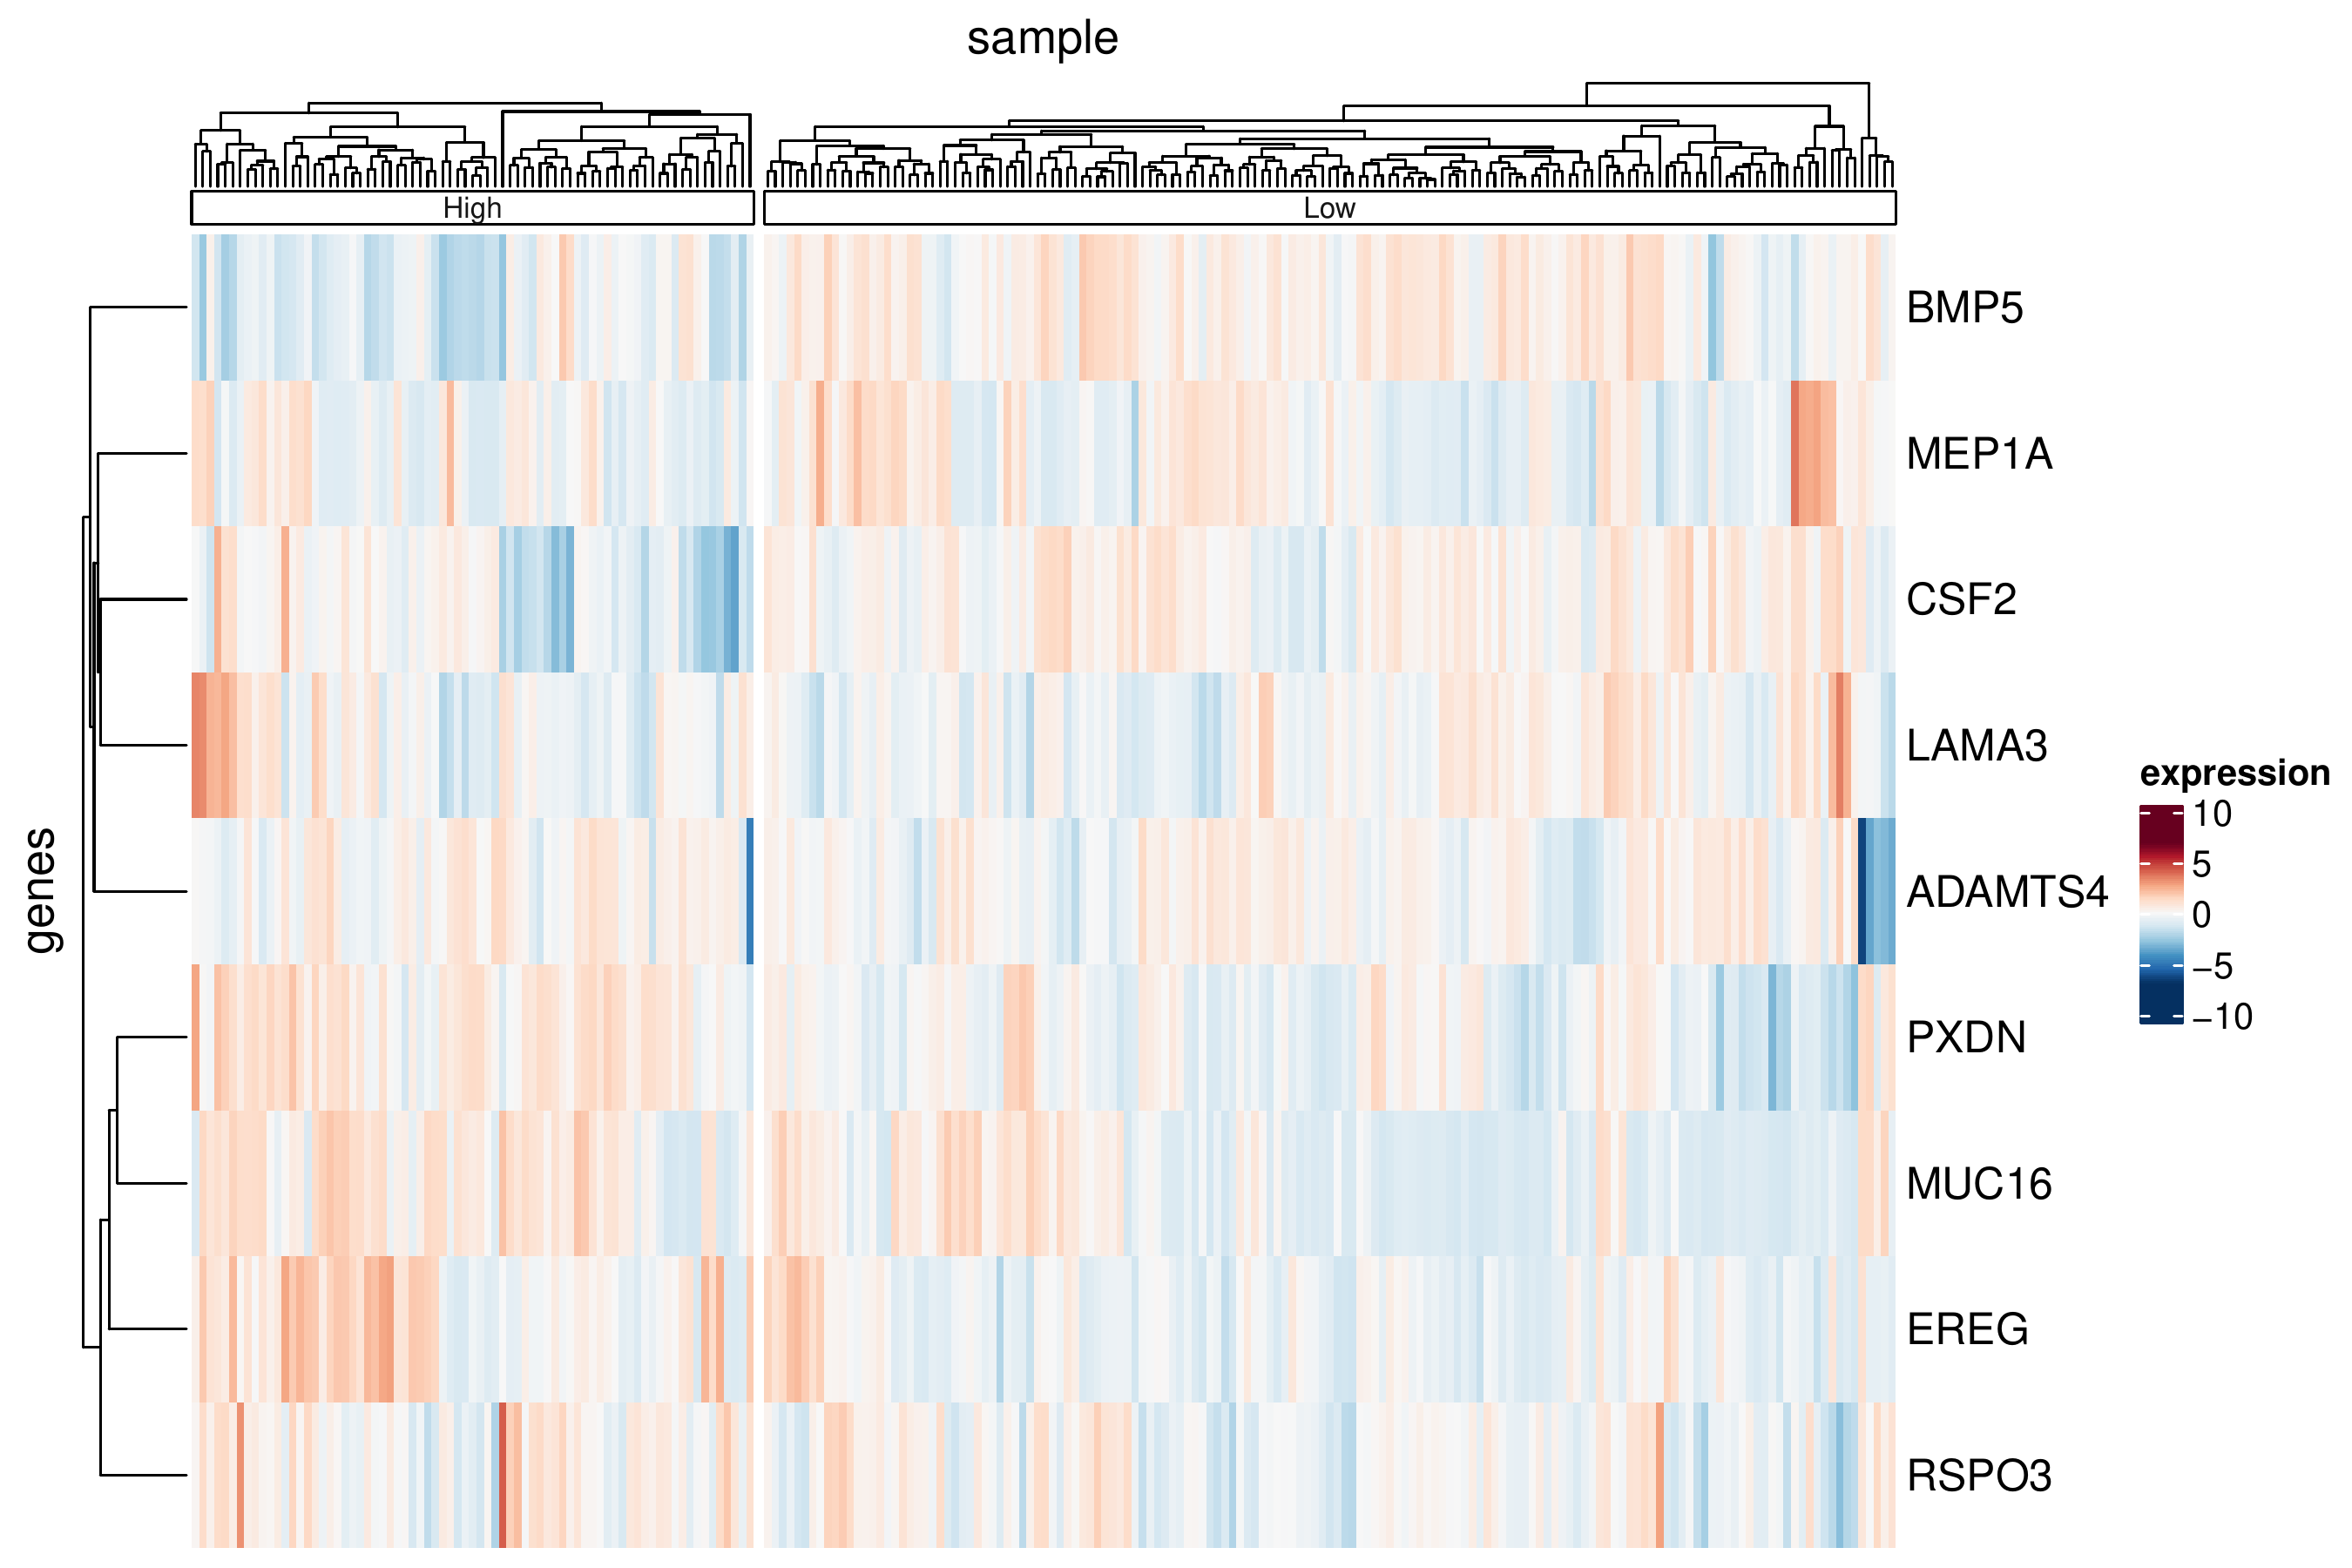 sample
High
Low
BMP5
MEP1A
CSF2
LAMA3
ADAMTS4
PXDN
MUC16
EREG
RSPO3
genes
expression
10
5
0
−5
−10